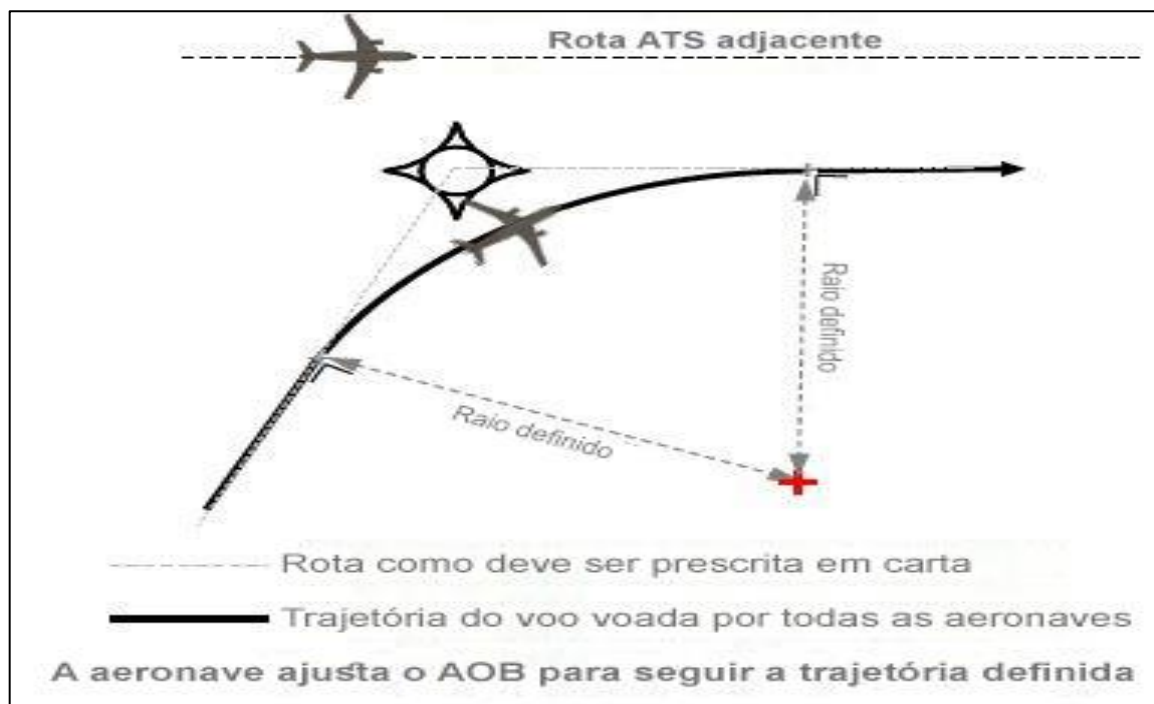 Rota ATS adjacente
Raio definido
Raio definido
Rota como deve ser prescrita em carta
Trajetória do voo voada por todas as aeronaves
A aeronave ajusta o AOB para seguir a trajetória definida